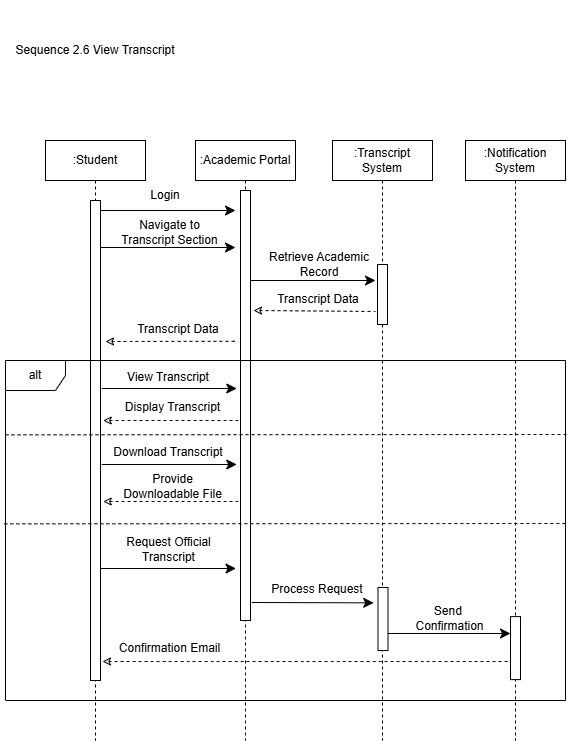 Sequence 2.6 View Transcript
:Student
:Academic Portal
:Transcript
System
:Notification
System
Login
Navigate to
Transcript Section
Retrieve Academic
Record
Transcript Data
Transcript Data
alt
View Transcript
Display Transcript
Download Transcript
Provide
Downloadable File
Request Official
Transcript
Process Request
Send
Confirmation
Confirmation Email